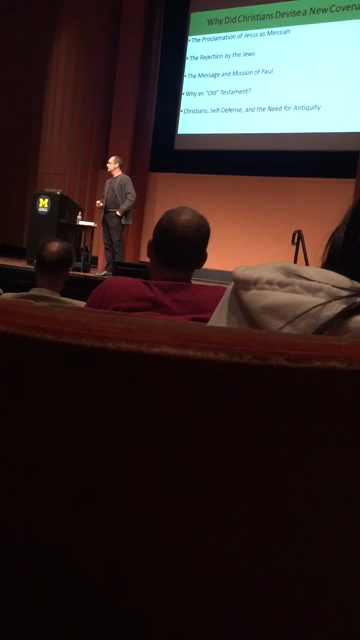 Why Did Christians Devise a New Covena
• The Proclamation of Jesus as Messiah
• The Rejection by the Jews
• The Message and Mission of Paul
• Why an "Old" Testament?
• Christians, Self-Defense, and the Need for Antiquity
M